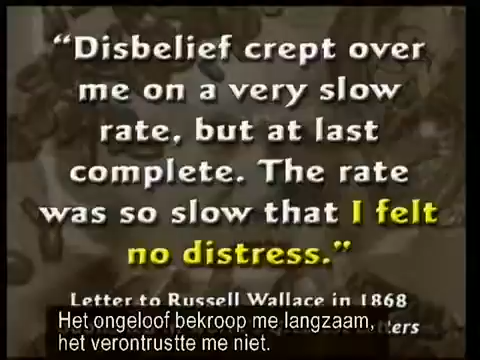 “Disbelief crept over
me on a very slow
rate, but at last
complete. The rate
was so slow that I felt
no distress.”
Letter to Russell Wallace in 1868
Het ongeloof bekroop me langzaam,
het verontrustte me niet.